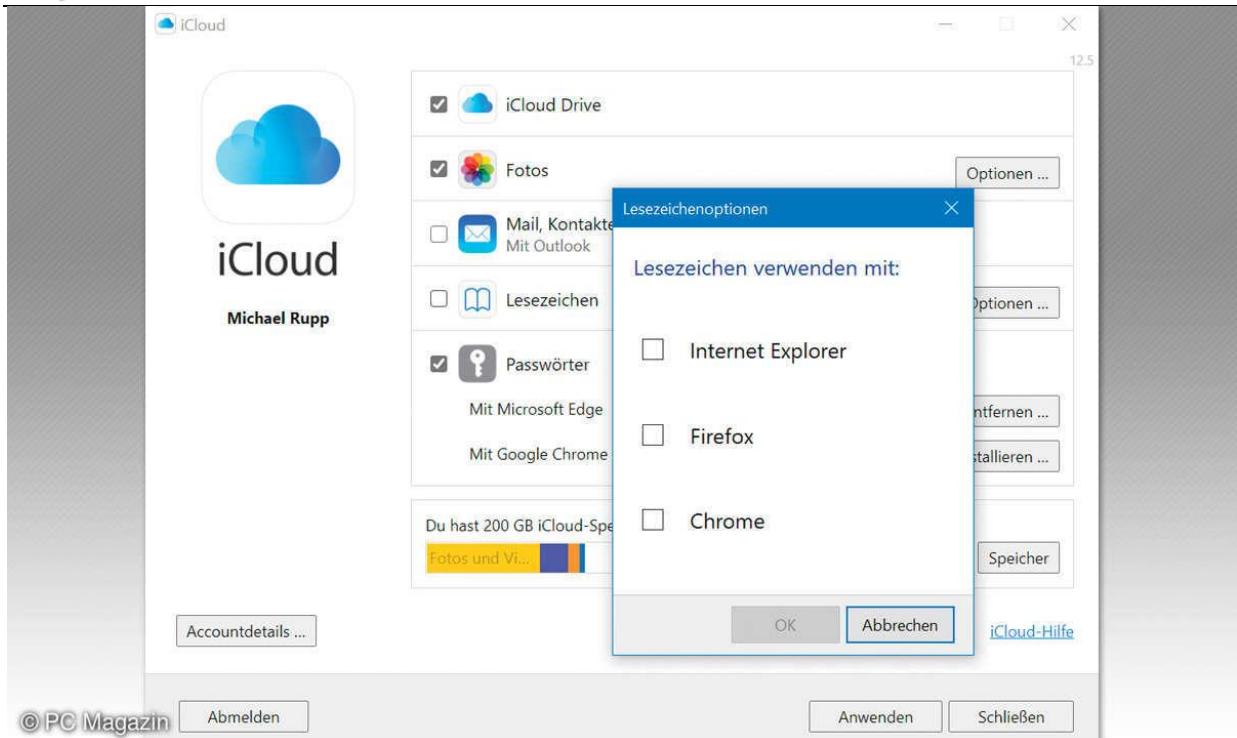 iCloud
12.5
iCloud
Michael Rupp
iCloud Drive
Fotos
Optionen ...
Mail, Kontakte
Mit Outlook
Lesezeichen
Optionen ...
Passwörter
Mit Microsoft Edge
ntfernen ...
Mit Google Chrome
stallieren ...
Du hast 200 GB iCloud-Spe
Fotos und Vi...
Speicher
Lesezeichenoptionen
Lesezeichen verwenden mit:
Internet Explorer
Firefox
Chrome
OK Abbrechen
Accountdetails ...
iCloud-Hilfe
Abmelden
Anwenden
Schließen
© PC Magazin